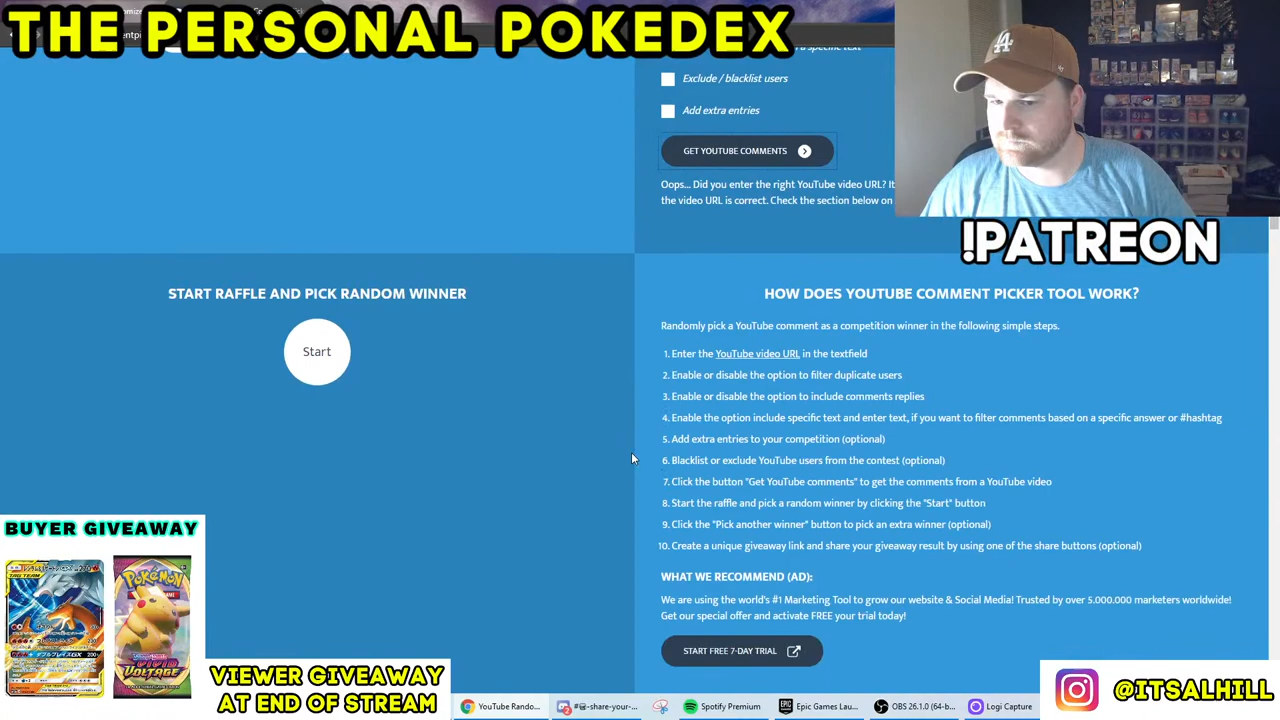 THE PERSONAL POKEDEX
a specific text
Exclude / blacklist users
Add extra entries
GET YOUTUBE COMMENTS
Oops... Did you enter the right YouTube video URL? It
the video URL is correct. Check the section below on
!PATREON
START RAFFLE AND PICK RANDOM WINNER
Start
HOW DOES YOUTUBE COMMENT PICKER TOOL WORK?
Randomly pick a YouTube comment as a competition winner in the following simple steps.
1. Enter the YouTube video URL in the textfield
2. Enable or disable the option to filter duplicate users
3. Enable or disable the option to include comments replies
4. Enable the option include specific text and enter text, if you want to filter comments based on a specific answer or #hashtag
5. Add extra entries to your competition (optional)
6. Blacklist or exclude YouTube users from the contest (optional)
7. Click the button "Get YouTube comments" to get the comments from a YouTube video
8. Start the raffle and pick a random winner by clicking the "Start" button
9. Click the "Pick another winner" button to pick an extra winner (optional)
10. Create a unique giveaway link and share your giveaway result by using one of the share buttons (optional)
WHAT WE RECOMMEND (AD):
We are using the world's #1 Marketing Tool to grow our website & Social Media! Trusted by over 5.000.000 marketers worldwide!
Get our special offer and activate FREE your trial today!
START FREE 7-DAY TRIAL
BUYER GIVEAWAY
TAG TEAM
POKéMON
VIVID
VOLTAGE
VIEWER GIVEAWAY
AT END OF STREAM
YouTube Rando...
Spotify Premium
Epic Games Lau...
OBS 26.1.0 (64-b...
Logi Capture
@ITSALHILL